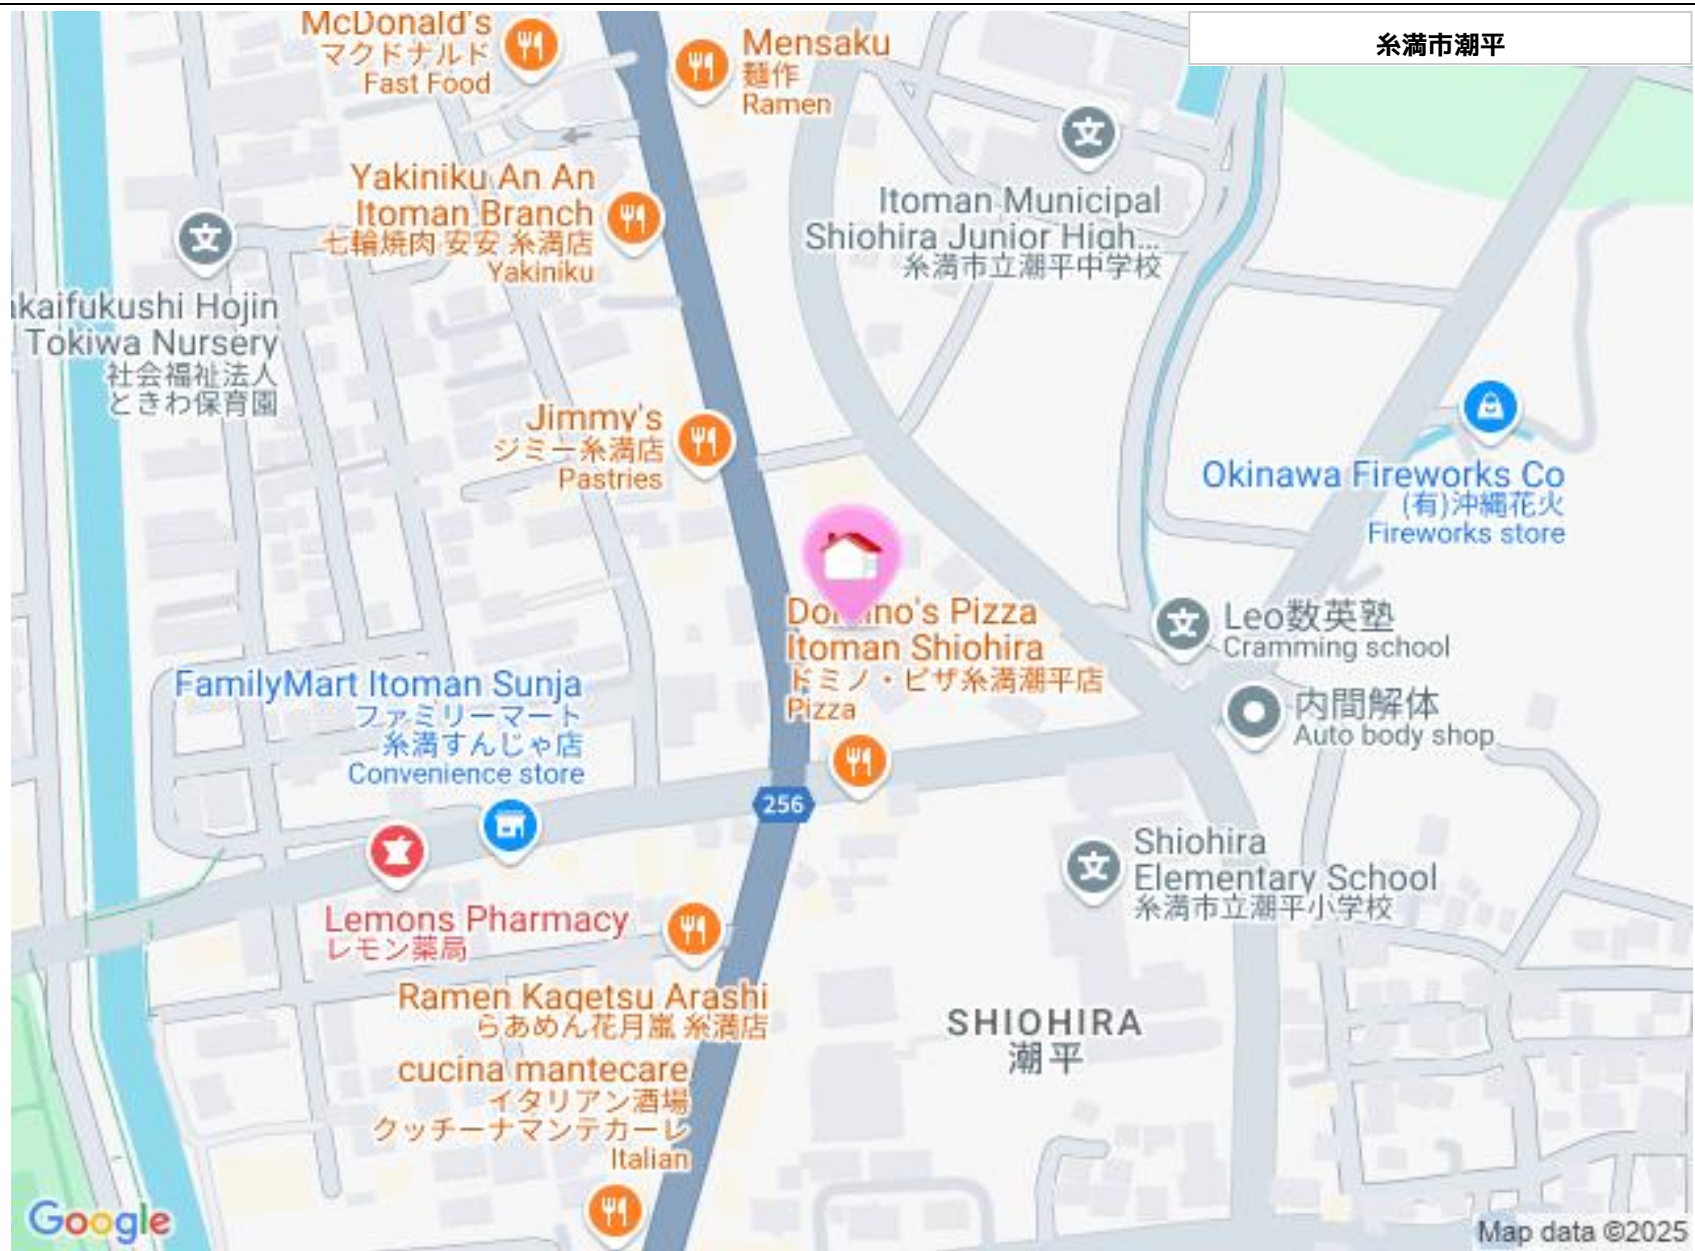 糸満市潮平
McDonald's
マクドナルド
Fast Food
Mensaku
麺作
Ramen
Yakiniku An An
Itoman Branch
七輪焼肉 安安 糸満店
Yakiniku
Itoman Municipal
Shiohira Junior High...
糸満市立潮平中学校
akaifukushi Hojin
Tokiwa Nursery
社会福祉法人
ときわ保育園
Jimmy's
ジミー糸満店
Pastries
Okinawa Fireworks Co
(有)沖縄花火
Fireworks store
Domino's Pizza
Itoman Shiohira
ドミノ・ピザ糸満潮平店
Pizza
Leo数英塾
Cramming school
FamilyMart Itoman Sunja
ファミリーマート
糸満すんじゃ店
Convenience store
内間解体
Auto body shop
256
Shiohira
Elementary School
糸満市立潮平小学校
Lemons Pharmacy
レモン薬局
Ramen Kagetsu Arashi
らあめん花月嵐 糸満店
SHIOHIRA
潮平
cucina mantecare
イタリアン酒場
クッチーナマンテカーレ
Italian
Google
Map data ©2025